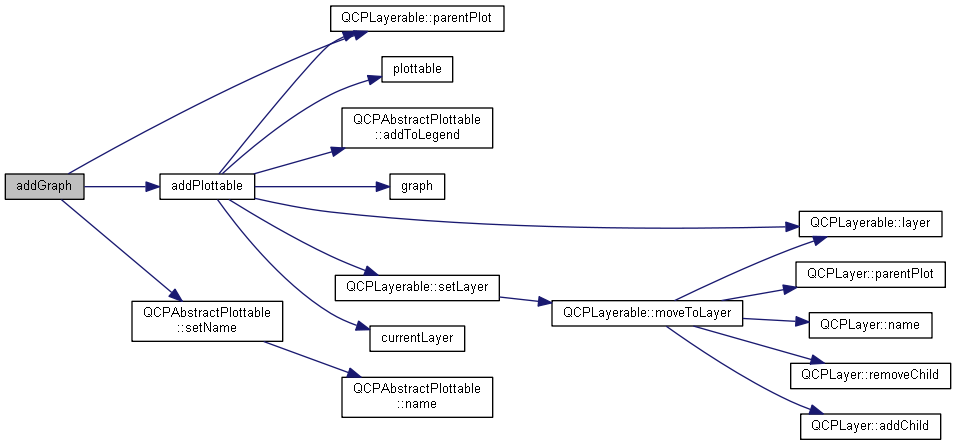 QCPLayerable::parentPlot
plottable
QCPAbstractPlottable
::addToLegend
addGraph
addPlottable
graph
QCPLayerable::layer
QCPLayer::parentPlot
QCPLayerable::setLayer
QCPAbstractPlottable
::setName
QCPLayerable::moveToLayer
QCPLayer::name
currentLayer
QCPLayer::removeChild
QCPAbstractPlottable
::name
QCPLayer::addChild